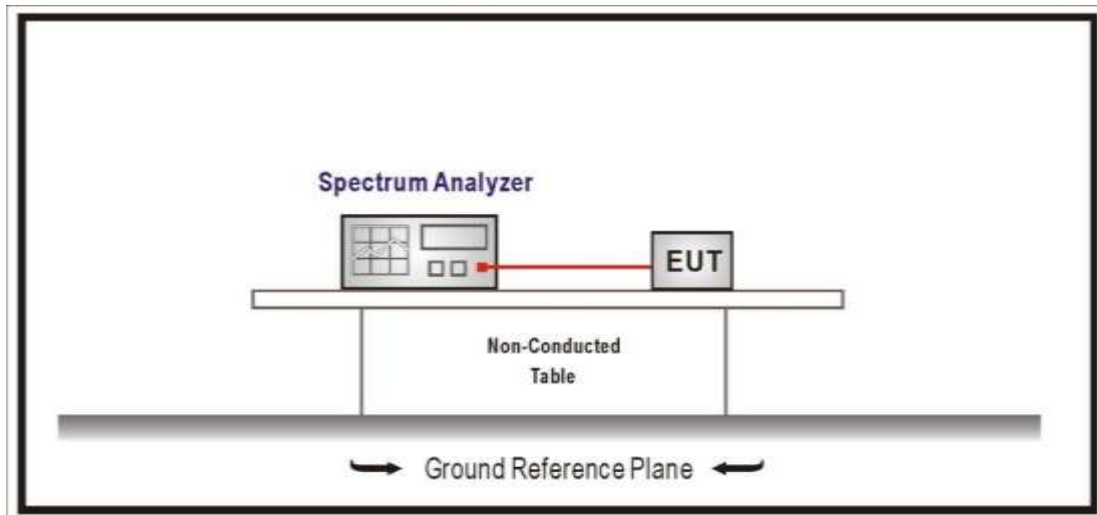 Spectrum Analyzer
EUT
Non-Conducted
Table
Ground Reference Plane